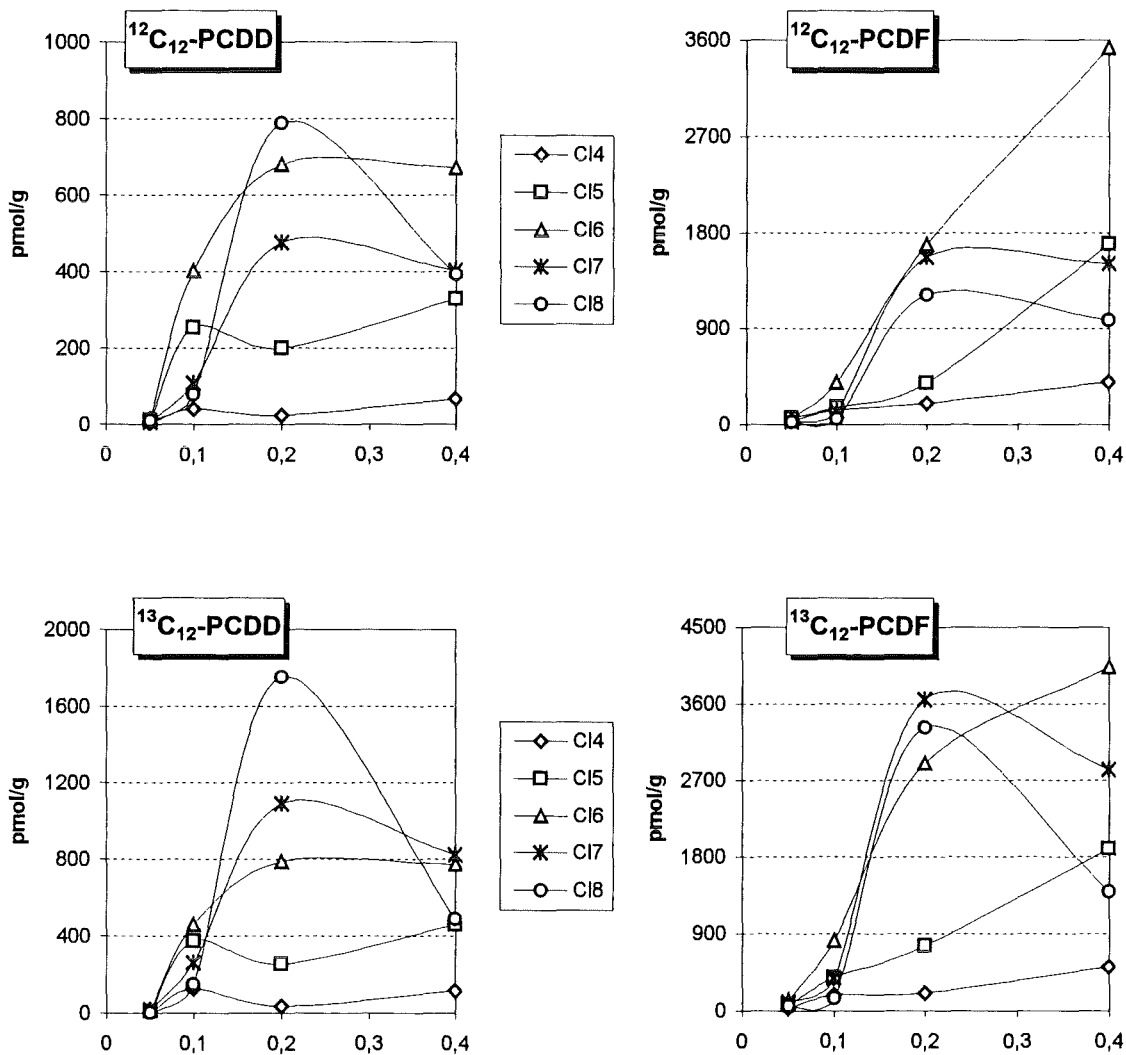 ¹²C₁₂-PCDD
1000
800
600
400
200
0
pmol/g
0 0,1 0,2 0,3 0,4
Cl4
Cl5
Cl6
Cl7
Cl8
¹²C₁₂-PCDF
3600
2700
1800
900
0
pmol/g
0 0,1 0,2 0,3 0,4
¹³C₁₂-PCDD
2000
1600
1200
800
400
0
pmol/g
0 0,1 0,2 0,3 0,4
Cl4
Cl5
Cl6
Cl7
Cl8
¹³C₁₂-PCDF
4500
3600
2700
1800
900
0
pmol/g
0 0,1 0,2 0,3 0,4